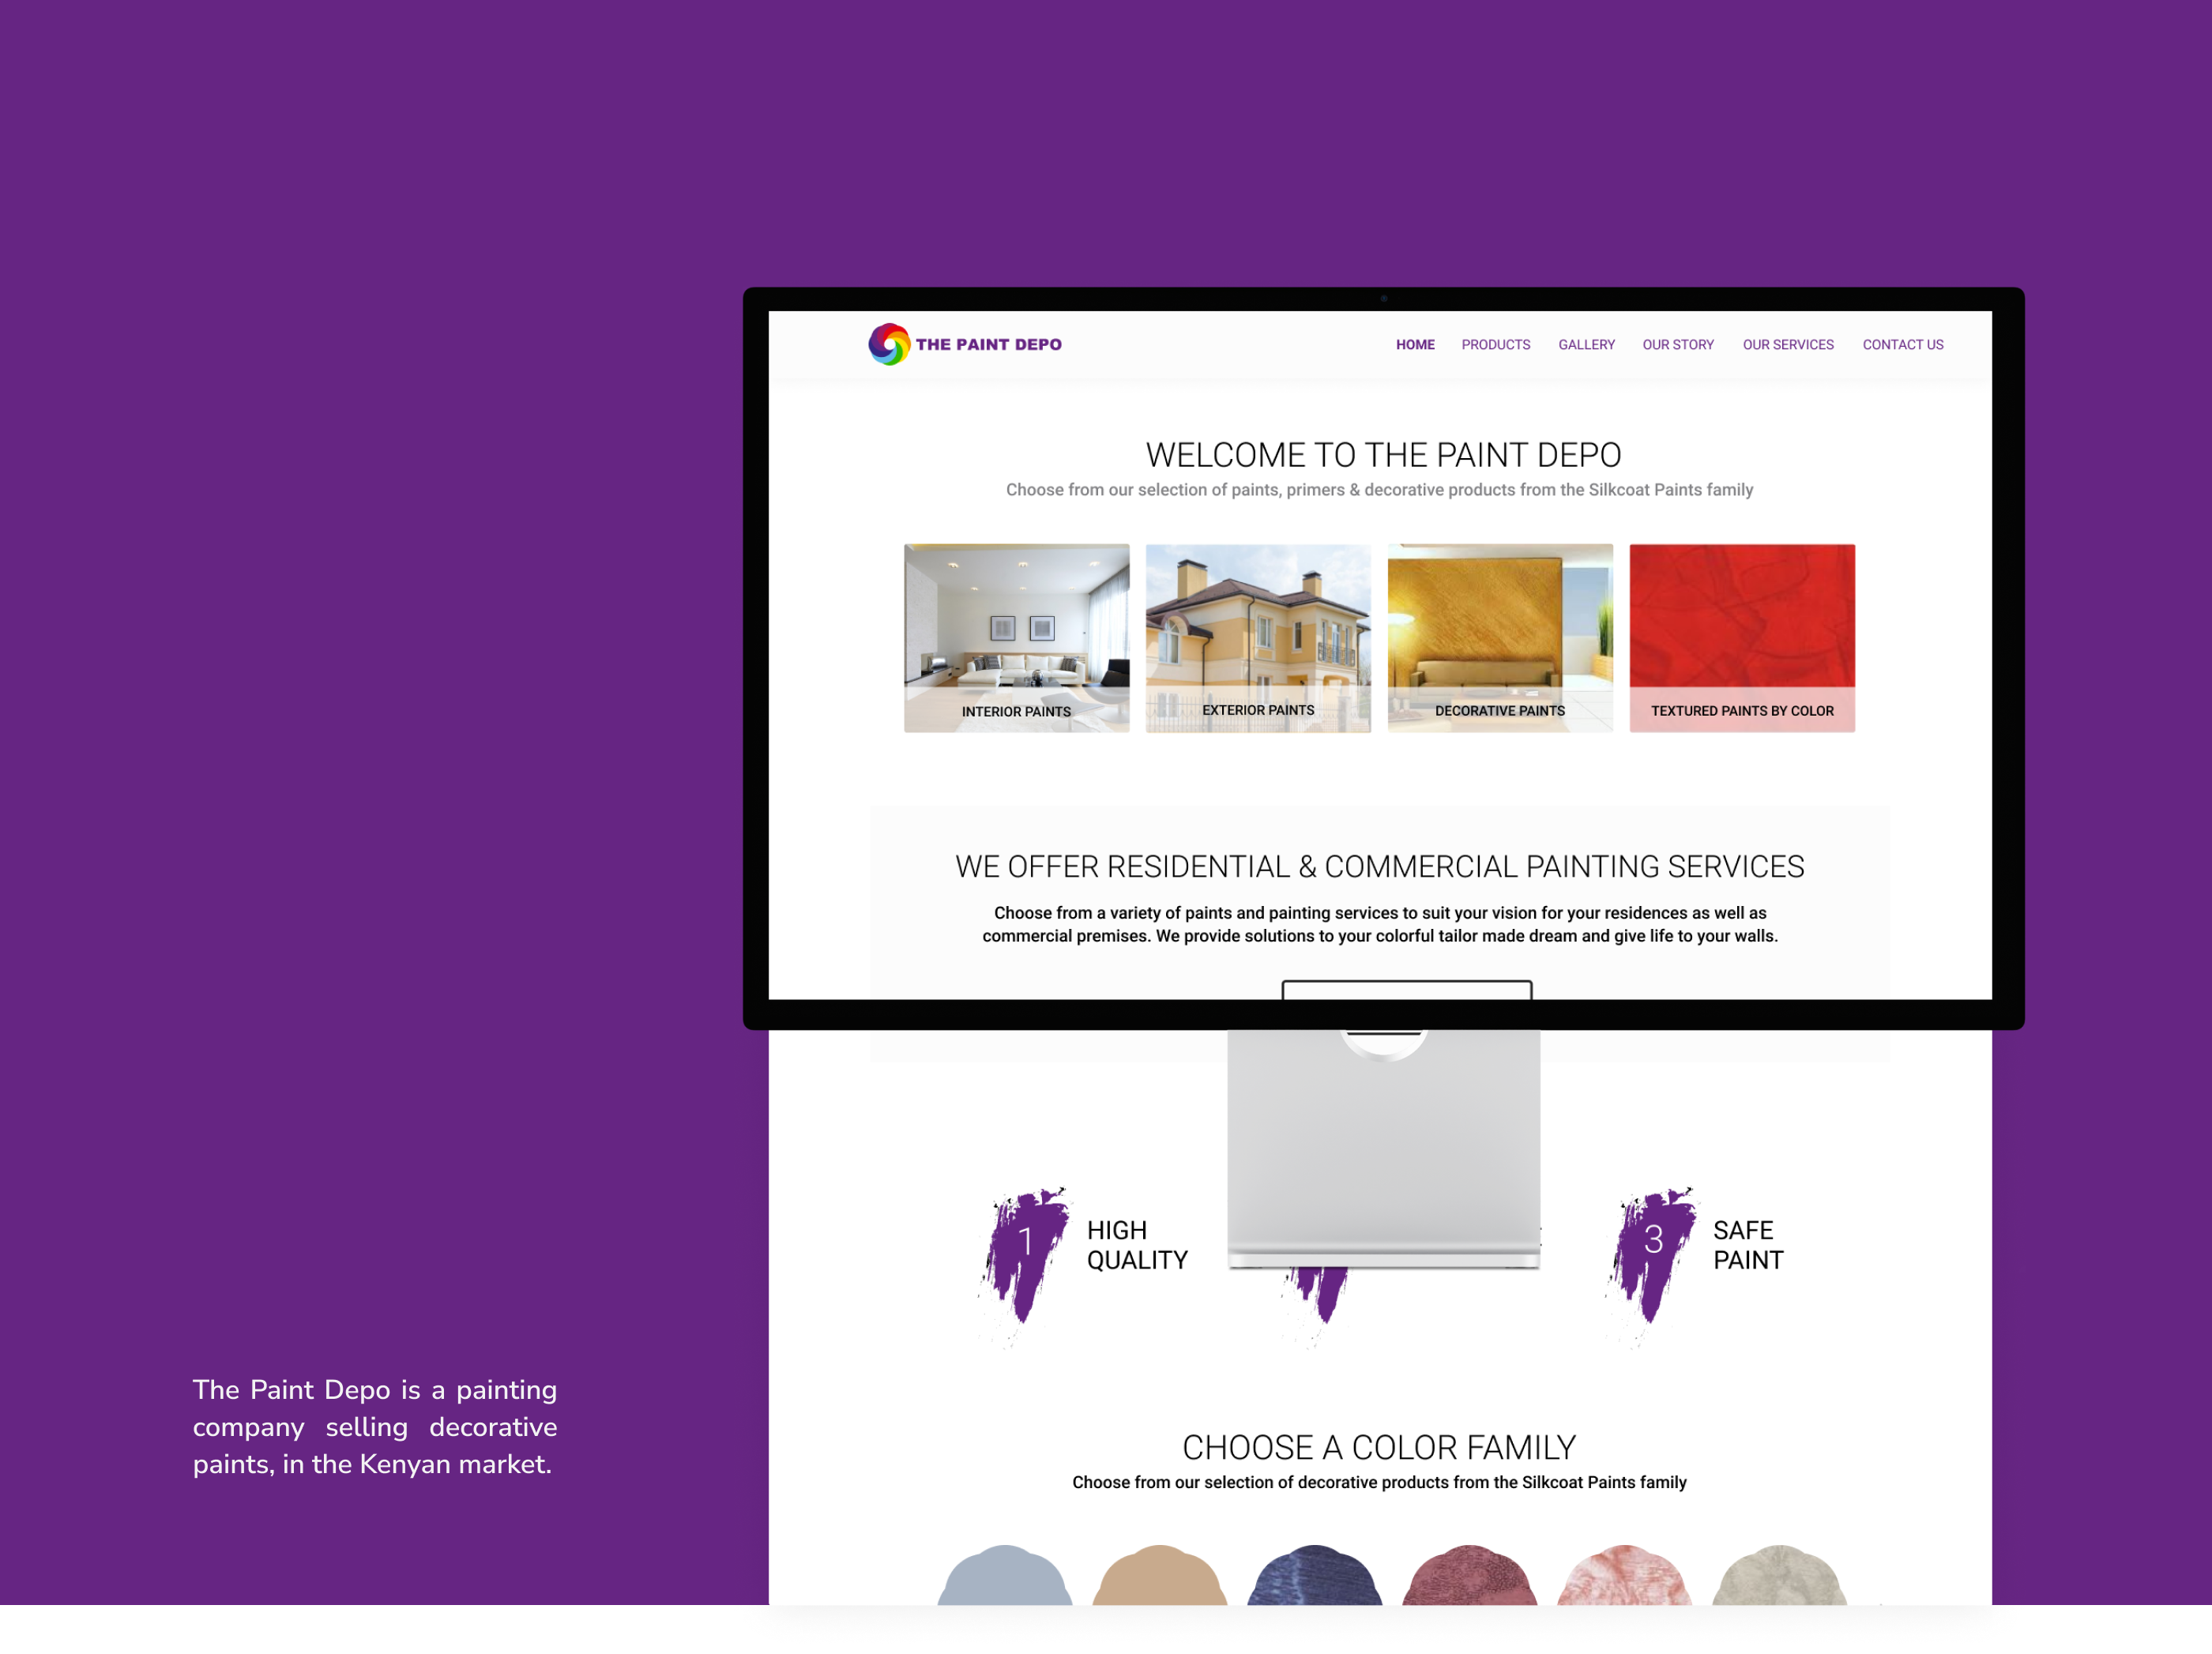 THE PAINT DEPO
HOME PRODUCTS GALLERY OUR STORY OUR SERVICES CONTACT US
WELCOME TO THE PAINT DEPO
Choose from our selection of paints, primers & decorative products from the Silkcoat Paints family
INTERIOR PAINTS
EXTERIOR PAINTS
DECORATIVE PAINTS
TEXTURED PAINTS BY COLOR
WE OFFER RESIDENTIAL & COMMERCIAL PAINTING SERVICES
Choose from a variety of paints and painting services to suit your vision for your residences as well as
commercial premises. We provide solutions to your colorful tailor made dream and give life to your walls.
1
HIGH
QUALITY
3
SAFE
PAINT
The Paint Depo is a painting
company selling decorative
paints, in the Kenyan market.
CHOOSE A COLOR FAMILY
Choose from our selection of decorative products from the Silkcoat Paints family